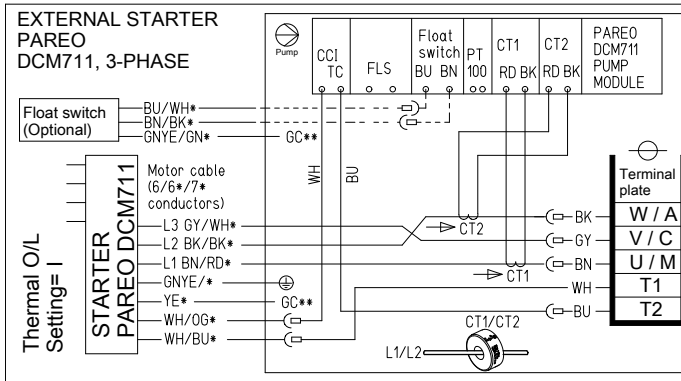 EXTERNAL STARTER
PAREO
DCM711, 3-PHASE
Pump
CCI
TC
FLS
Float
switch
BU BN
PT
100
CT1
RD BK
CT2
RD BK
PAREO
DCM711
PUMP
MODULE
Float switch
(Optional)
BU/WH*
BN/BK*
GNYE/GN*
GC**
WH
BU
Motor cable
(6/6*/7*
conductors)
Thermal O/L
Setting= I
STARTER
PAREO DCM711
L3 GY/WH*
L2 BK/BK*
L1 BN/RD*
GNYE/*
YE*
GC**
WH/OG*
WH/BU*
CT2
CT1
Terminal
plate
BK
W / A
GY
V / C
BN
U / M
WH
T1
BU
T2
CT1/CT2
L1/L2